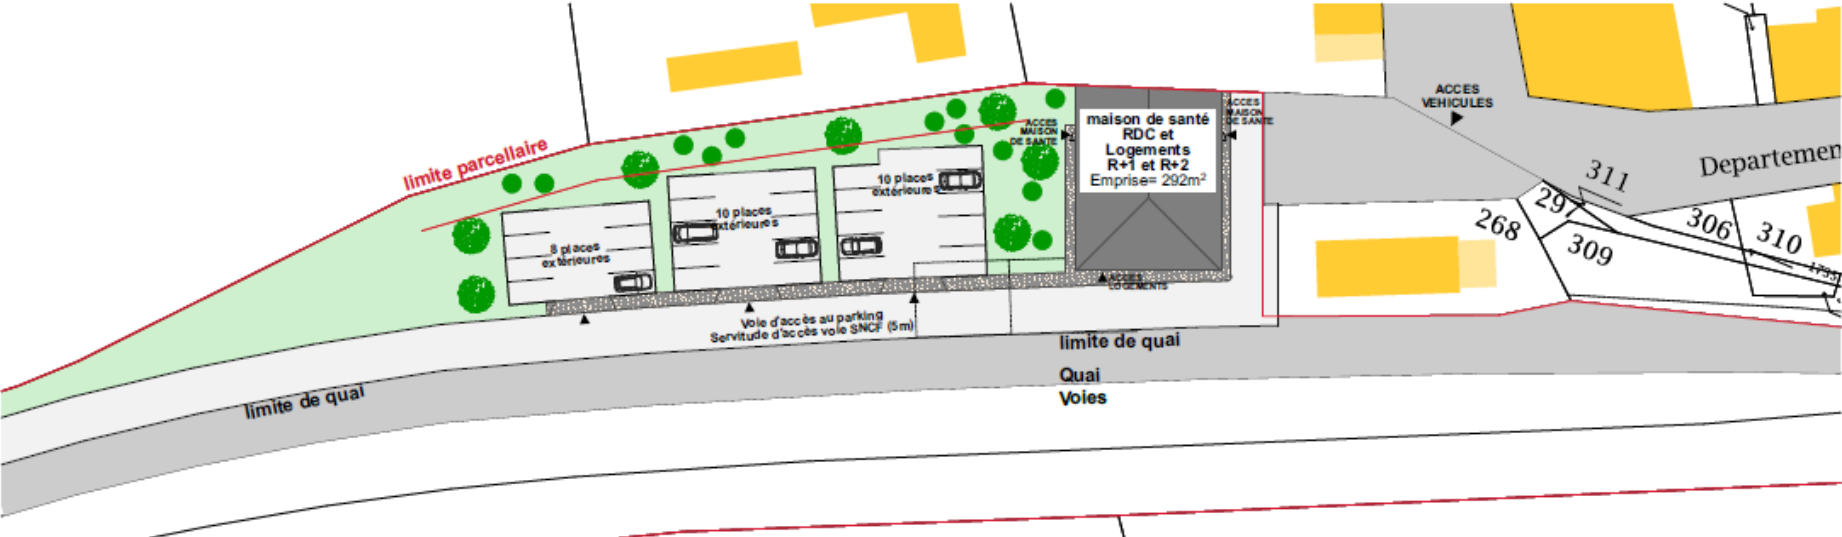 limite parcellaire
8 places
extérieures
10 places
extérieures
10 places
extérieures
ACCES
MAISON
DE SANTE
maison de santé
RDC et
Logements
R+1 et R+2
Emprise= 292m²
ACCES
MAISON
DE SANTE
ACCES
LOGEMENTS
ACCES
VEHICULES
Departemen
311
297
268
309
306
310
Voie d'accès au parking
Servitude d'accès voie SNCF (5m)
limite de quai
limite de quai
Quai
Voies